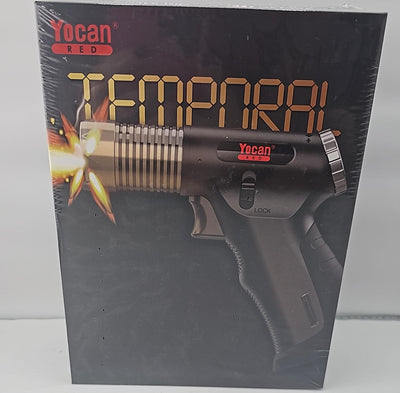 Yocan®
RED
.TEMPORAL
Yocan®
RED
+
LOCK